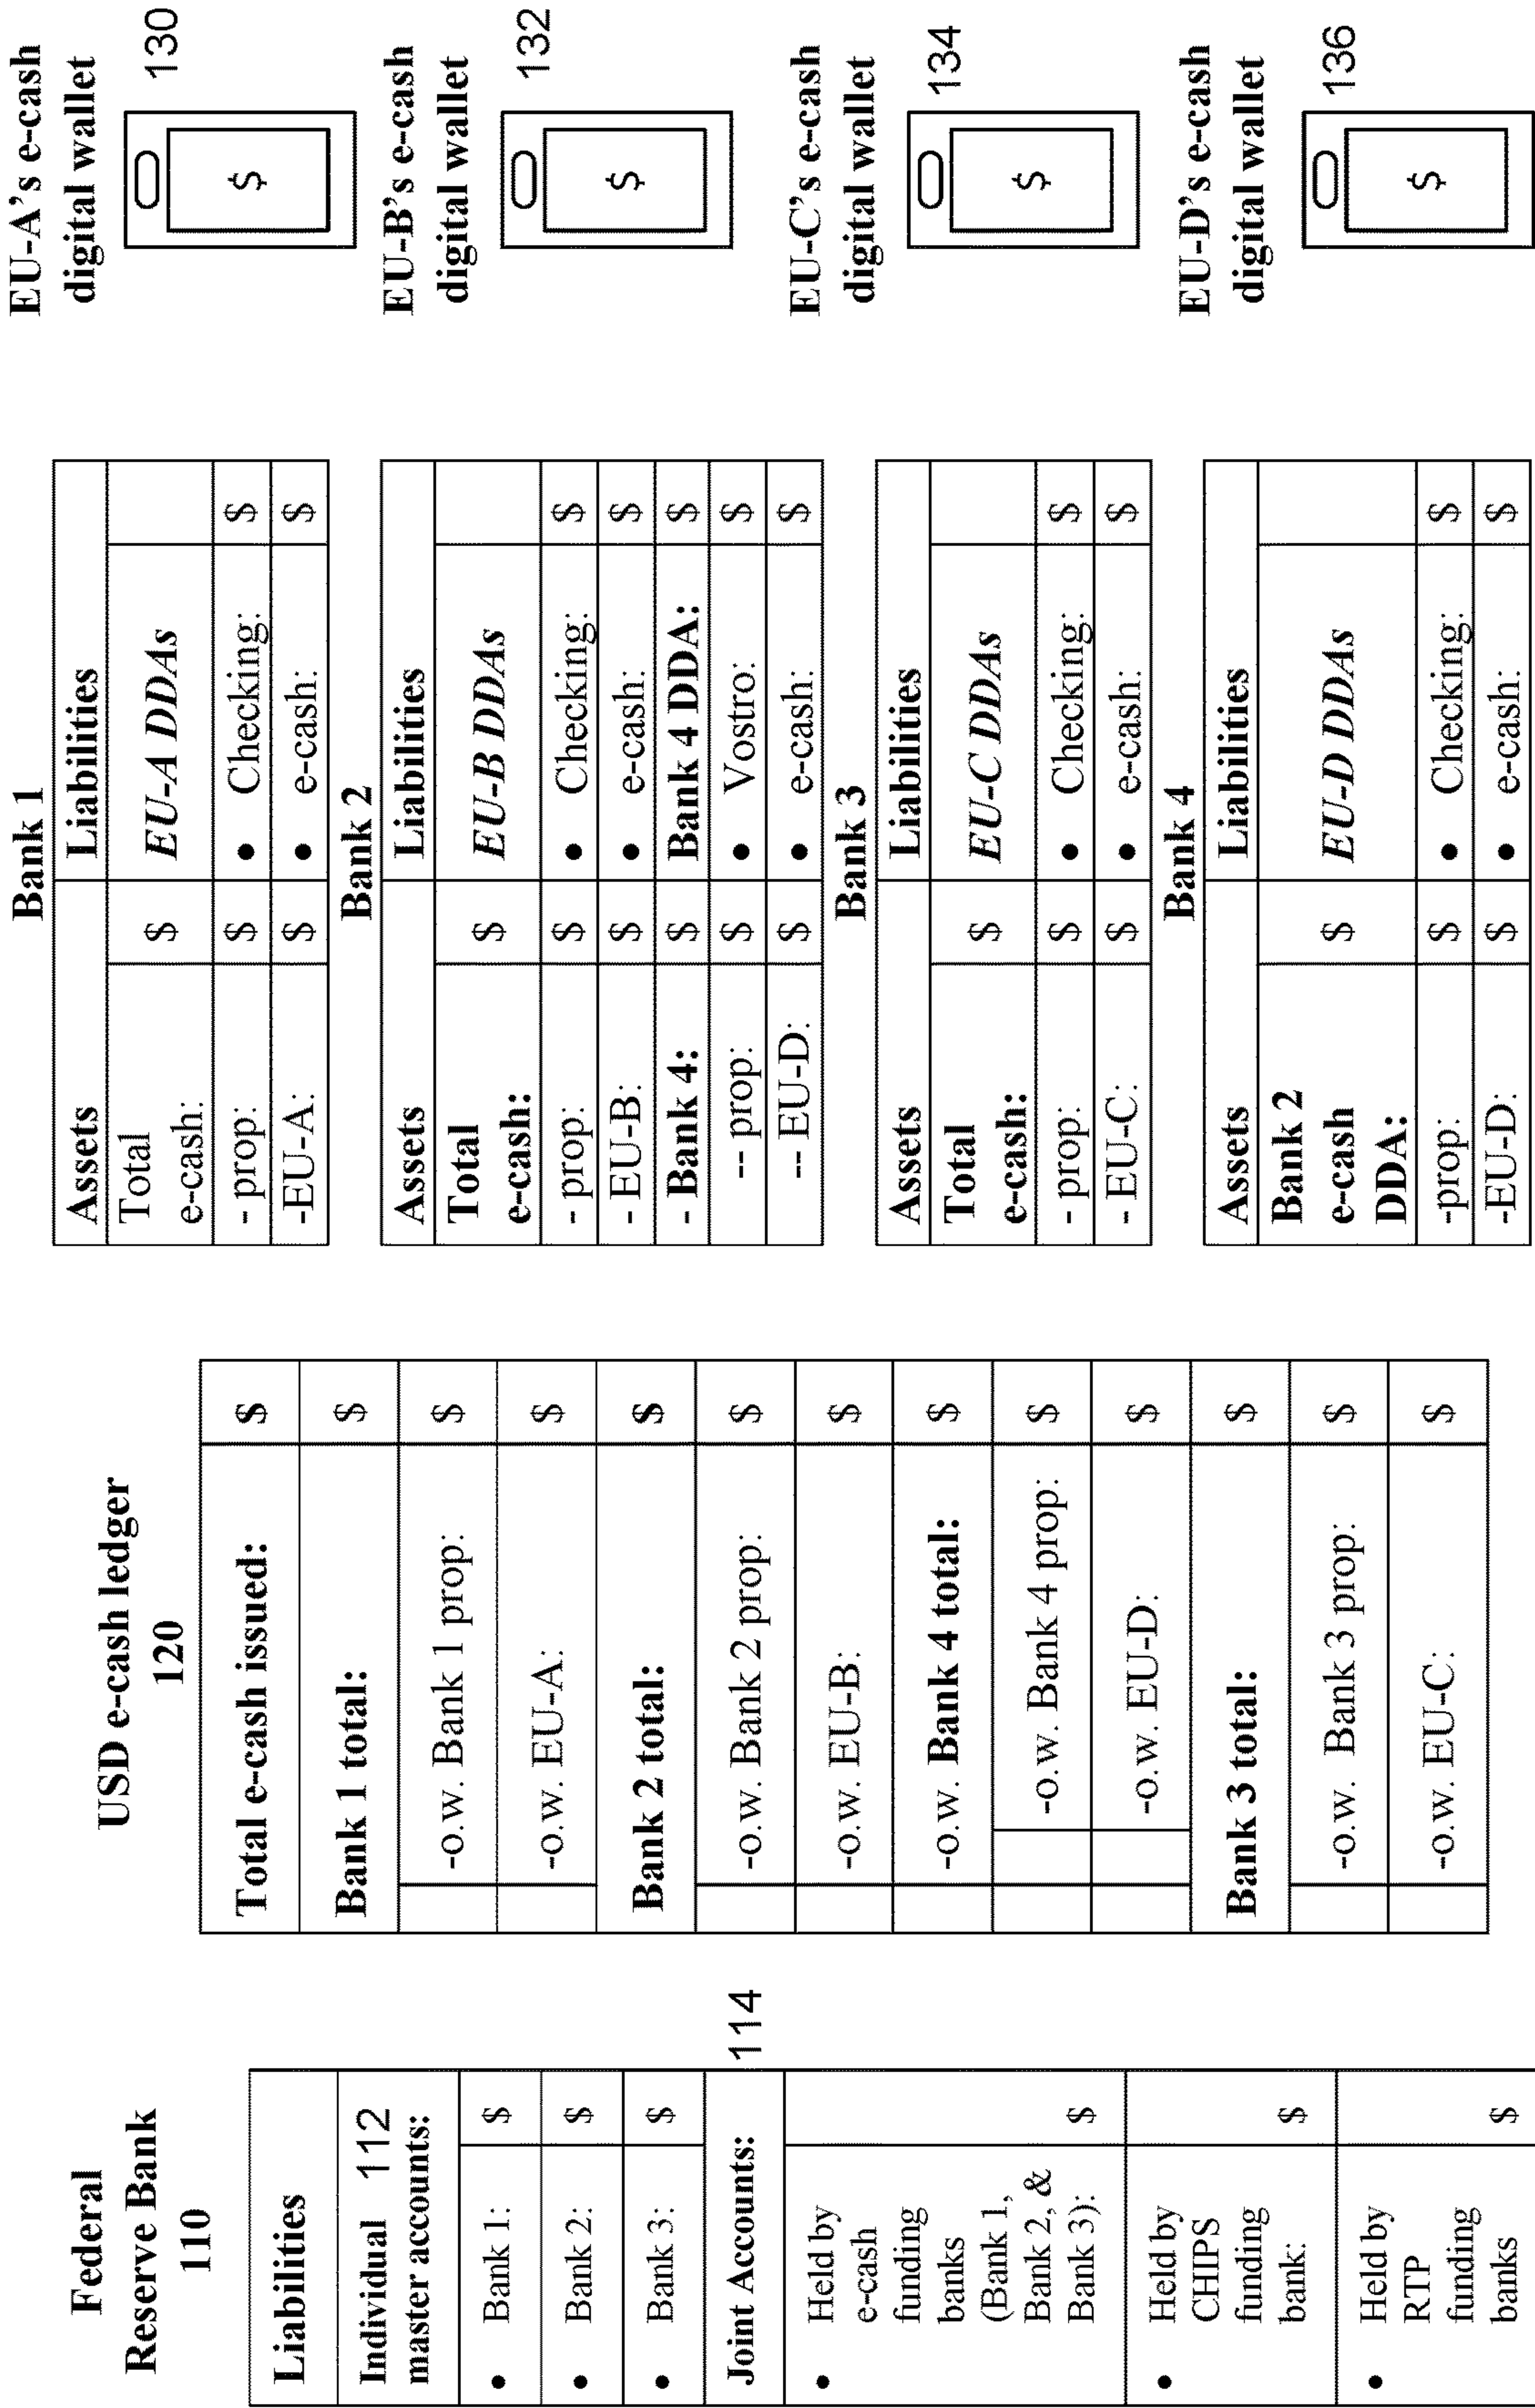 Federal
Reserve Bank
110
Liabilities
Individual 112
master accounts:
• Bank 1: $
• Bank 2: $
• Bank 3: $
Joint Accounts: 114
• Held by
e-cash
funding
banks
(Bank 1,
Bank 2, &
Bank 3): $
• Held by
CHIPS
funding
bank: $
• Held by
RTP
funding
banks $
USD e-cash ledger
120
Total e-cash issued: $
Bank 1 total: $
-o.w. Bank 1 prop: $
-o.w. EU-A: $
Bank 2 total: $
-o.w. Bank 2 prop: $
-o.w. EU-B: $
-o.w. Bank 4 total: $
-o.w. Bank 4 prop: $
-o.w. EU-D: $
Bank 3 total: $
-o.w. Bank 3 prop: $
-o.w. EU-C: $
Bank 1
Assets Liabilities
Total
e-cash: $ EU-A DDAs
- prop: $ • Checking: $
-EU-A: $ • e-cash: $
Bank 2
Assets Liabilities
Total
e-cash: $ EU-B DDAs
- prop: $ • Checking: $
- EU-B: $ • e-cash: $
- Bank 4: $ Bank 4 DDA: $
-- prop: $ • Vostro: $
-- EU-D: $ • e-cash: $
Bank 3
Assets Liabilities
Total
e-cash: $ EU-C DDAs
- prop: $ • Checking: $
- EU-C: $ • e-cash: $
Bank 4
Assets Liabilities
Bank 2
e-cash $ EU-D DDAs
DDA:
-prop: $ • Checking: $
-EU-D: $ • e-cash: $
EU-A's e-cash
digital wallet
$ 130
EU-B's e-cash
digital wallet
$ 132
EU-C's e-cash
digital wallet
$ 134
EU-D's e-cash
digital wallet
$ 136